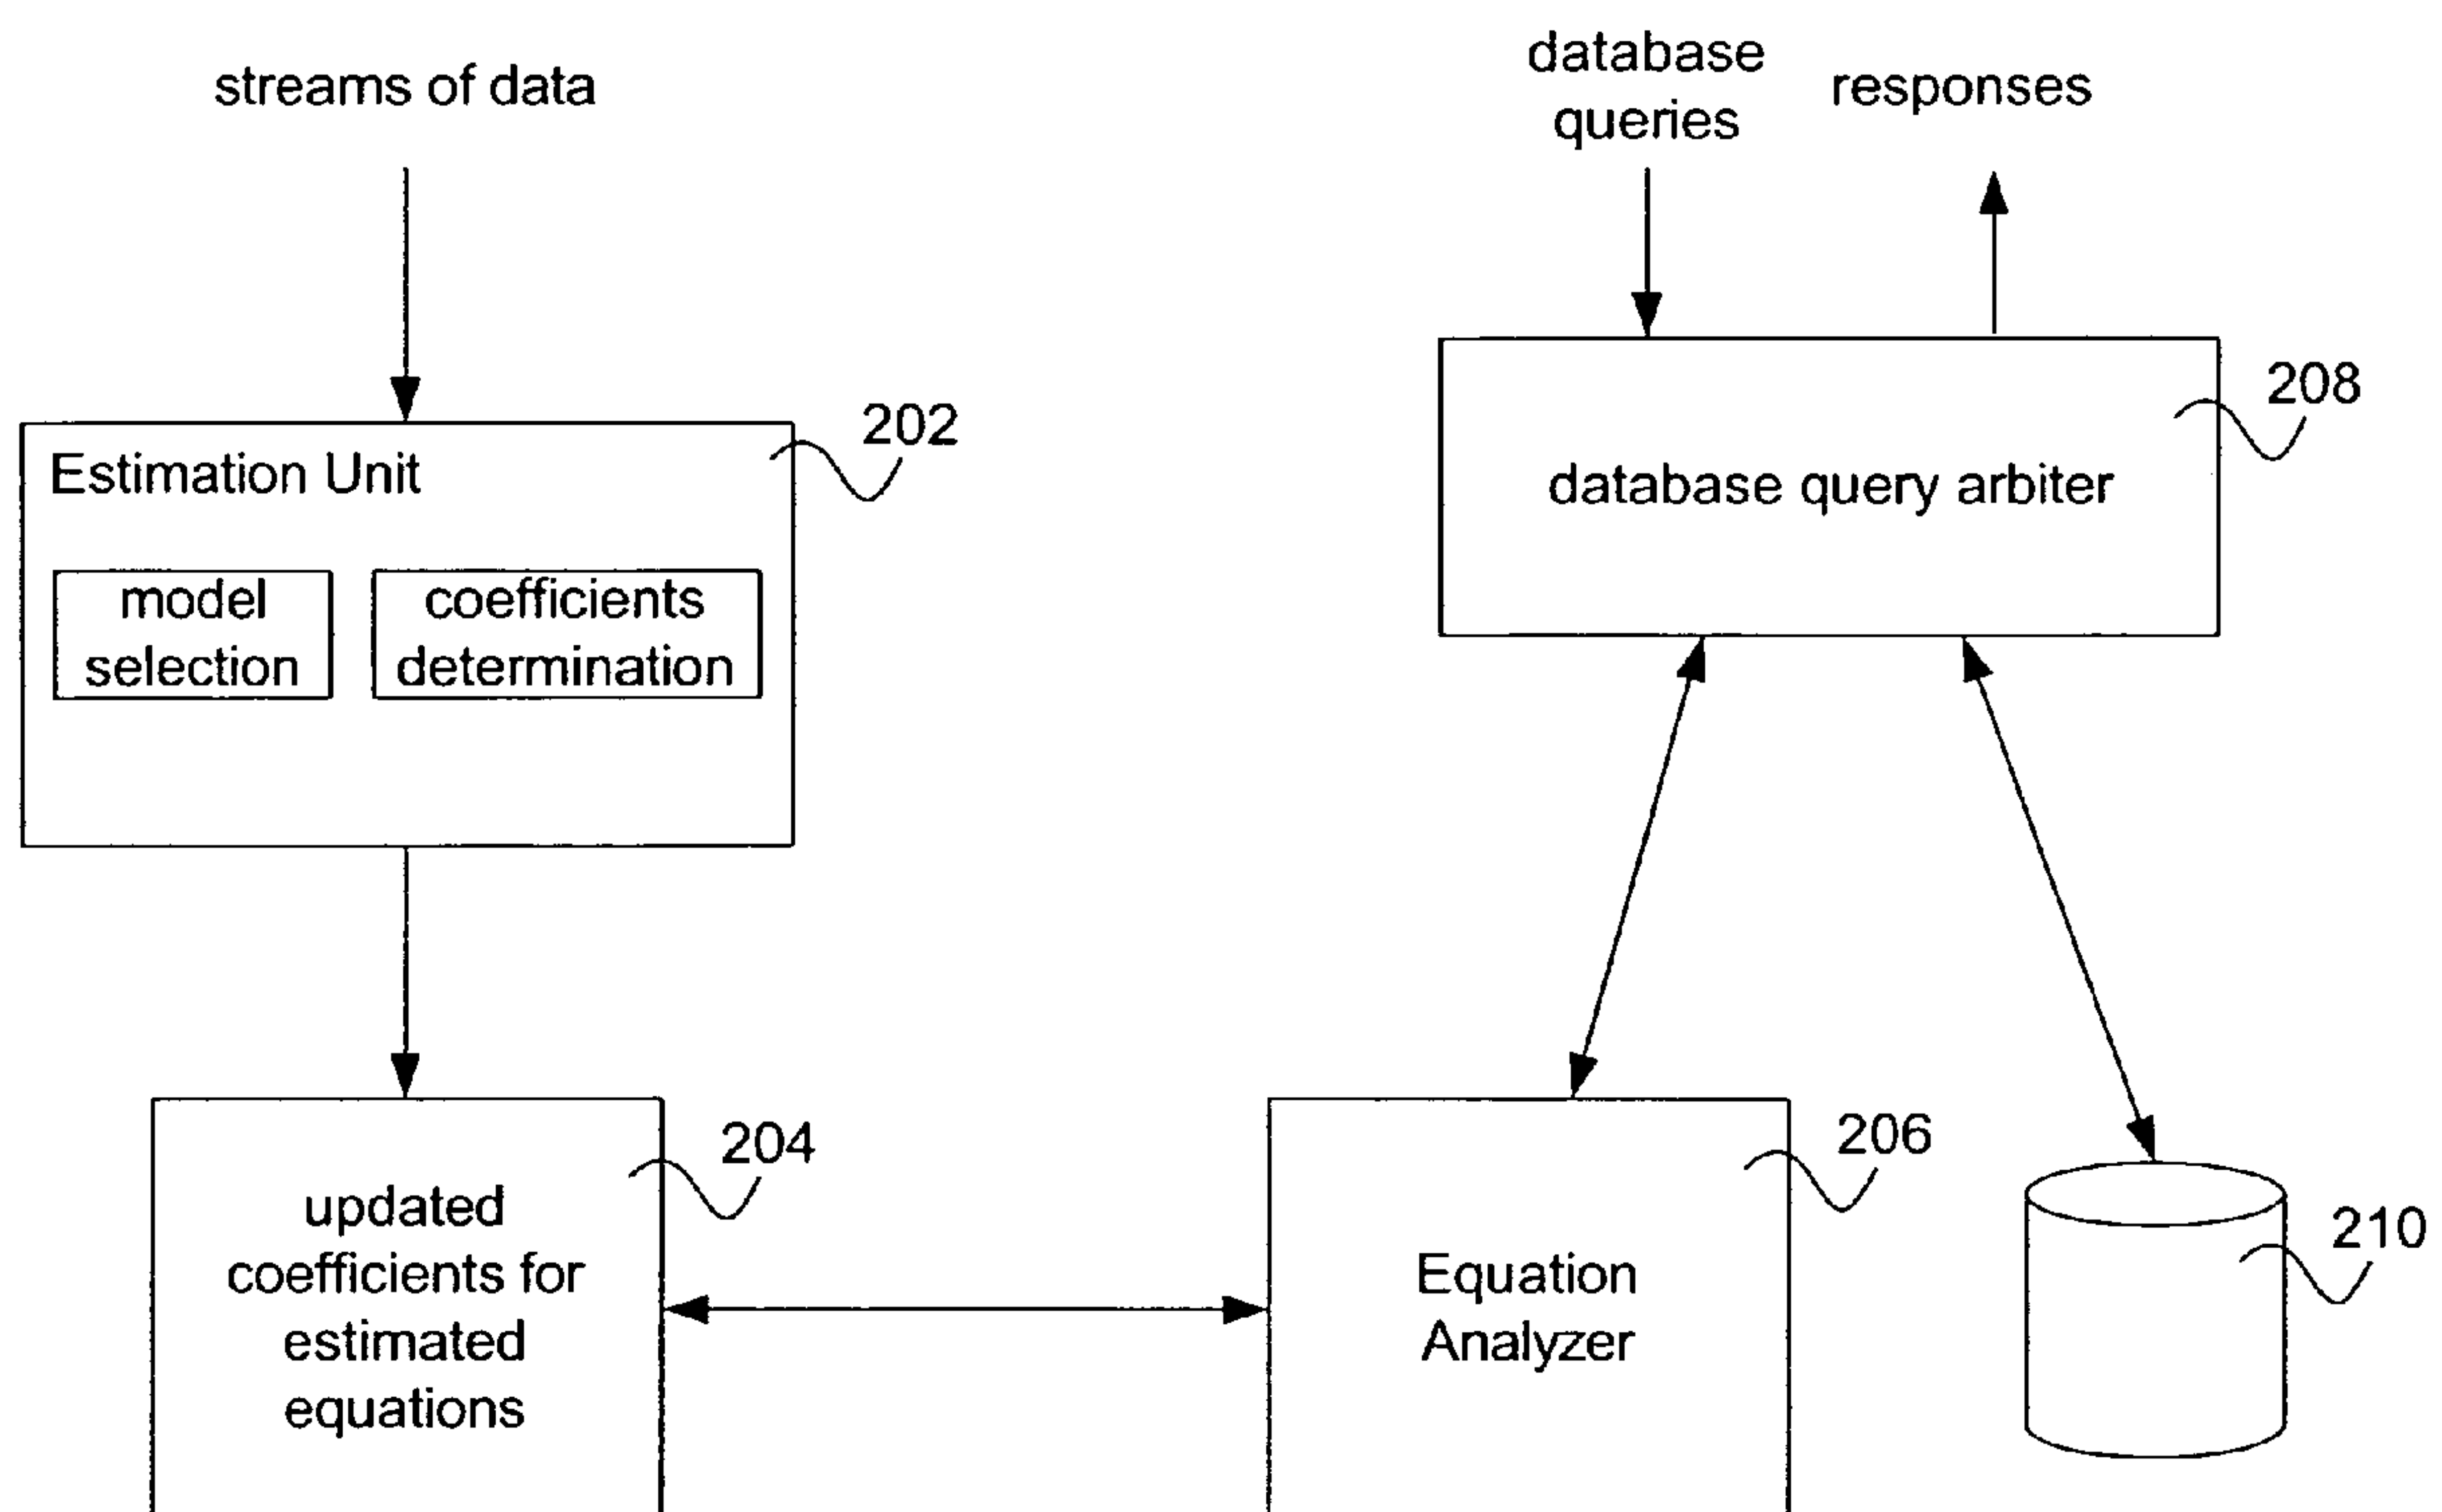 streams of data
database
queries
responses
202
Estimation Unit
model
selection
coefficients
determination
208
database query arbiter
204
updated
coefficients for
estimated
equations
206
Equation
Analyzer
210